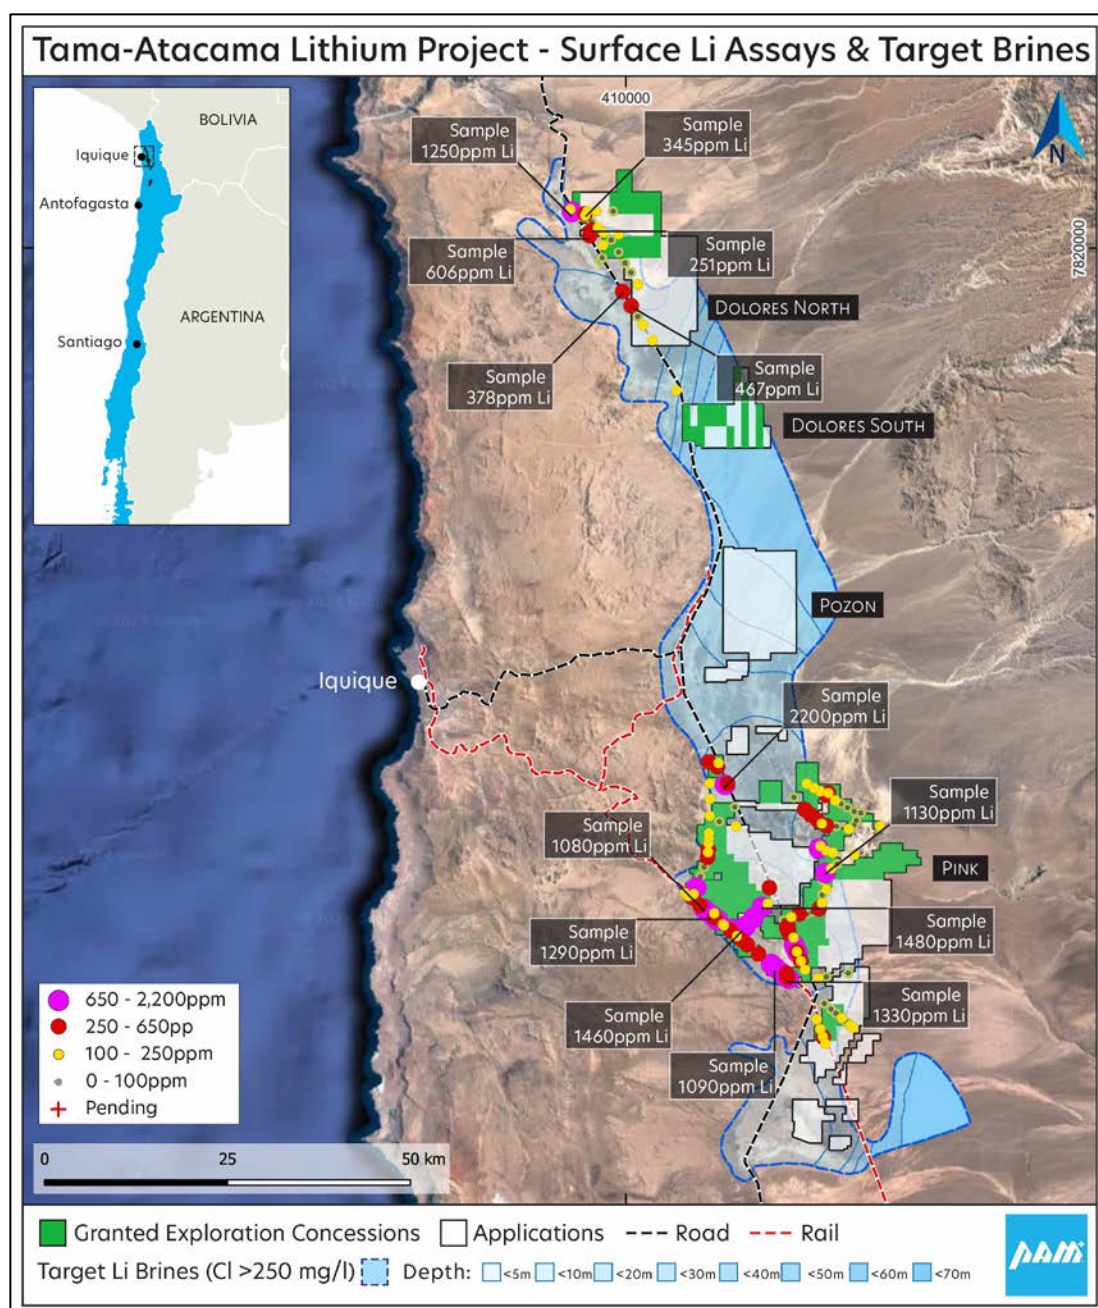 Tama-Atacama Lithium Project - Surface Li Assays & Target Brines
410000
7820000
N
BOLIVIA
Iquique
Antofagasta
ARGENTINA
Santiago
Sample
1250ppm Li
Sample
345ppm Li
Sample
606ppm Li
Sample
251ppm Li
DOLORES NORTH
Sample
378ppm Li
Sample
467ppm Li
DOLORES SOUTH
POZON
Iquique
Sample
2200ppm Li
Sample
1130ppm Li
Sample
1080ppm Li
PINK
Sample
1290ppm Li
Sample
1480ppm Li
Sample
1460ppm Li
Sample
1330ppm Li
Sample
1090ppm Li
650 - 2,200ppm
250 - 650pp
100 - 250ppm
0 - 100ppm
Pending
0 25 50 km
Granted Exploration Concessions Applications Road Rail
Target Li Brines (Cl >250 mg/l) Depth: <5m <10m <20m <30m <40m <50m <60m <70m
PAM